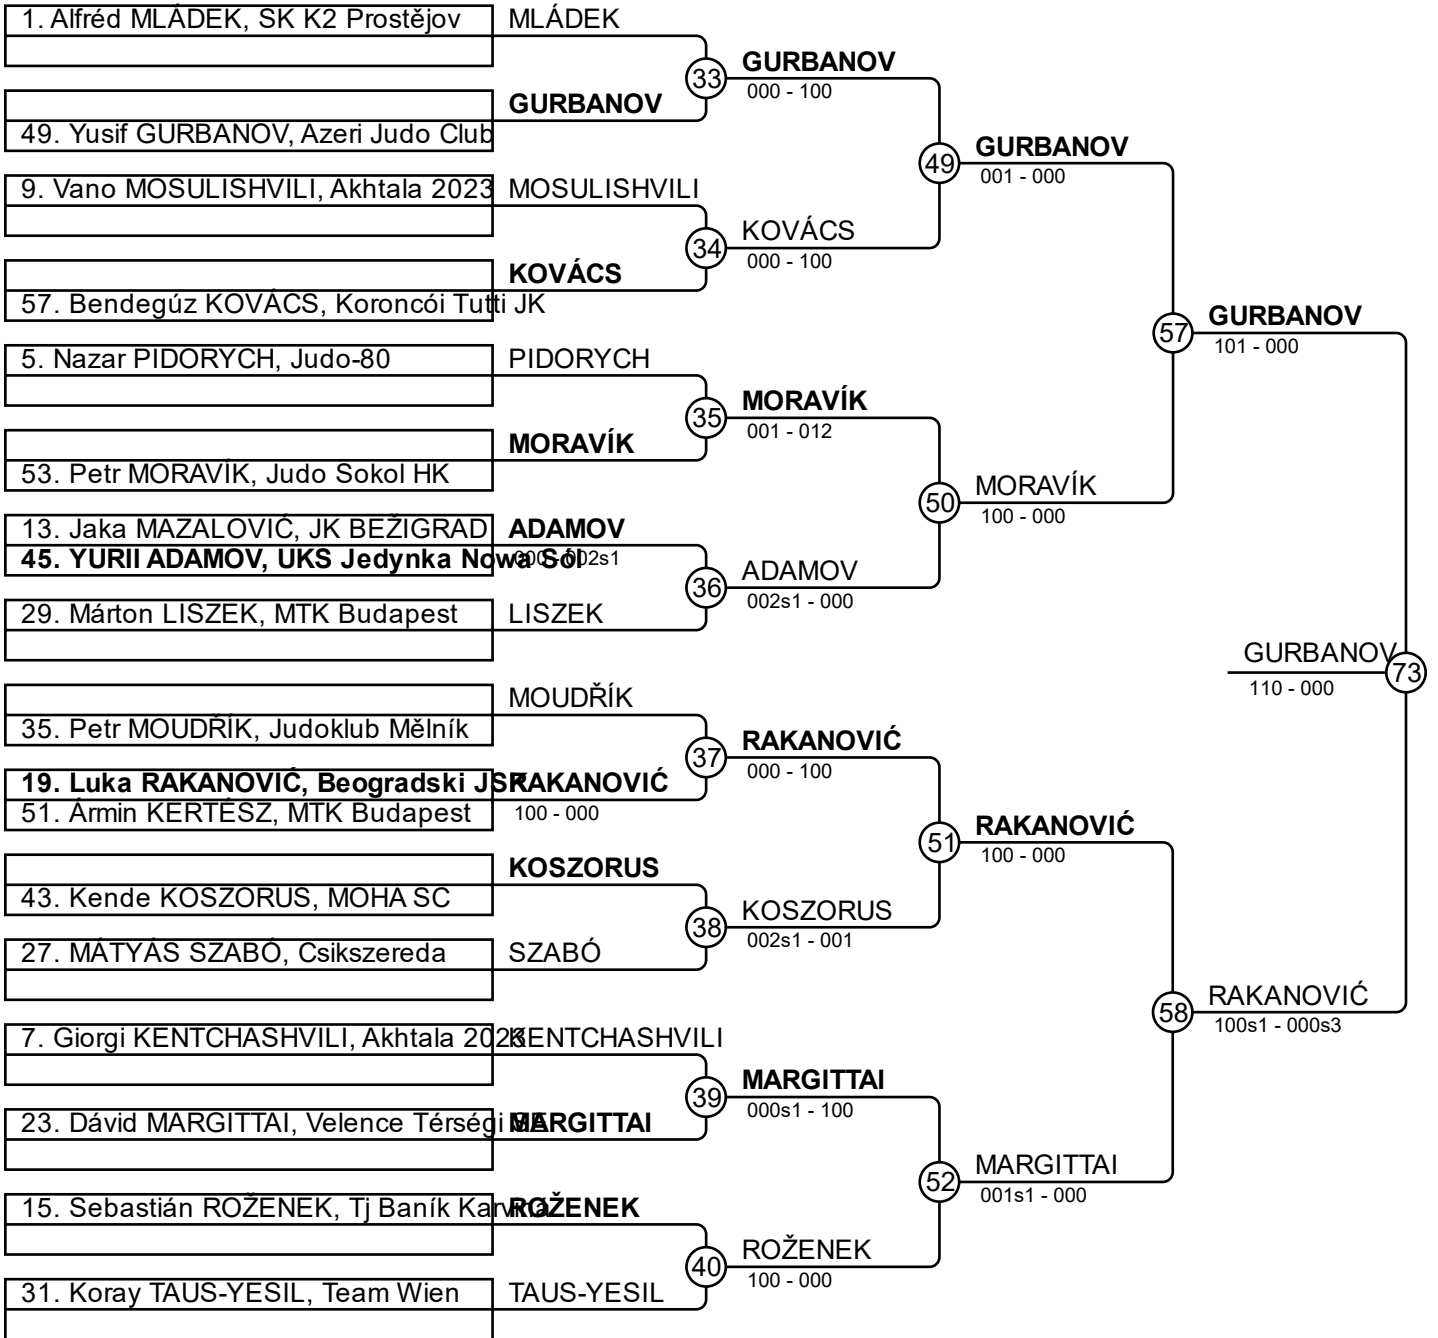 1. Alfréd MLÁDEK, SK K2 Prostějov
49. Yusif GURBANOV, Azeri Judo Club
9. Vano MOSULISHVILI, Akhtala 2023
57. Bendegúz KOVÁCS, Koroncói Tutti JK
5. Nazar PIDORYCH, Judo-80
53. Petr MORAVÍK, Judo Sokol HK
13. Jaka MAZALOVIĆ, JK BEŽIGRAD
45. YURII ADAMOV, UKS Jedynka Nowa Sól
29. Márton LISZEK, MTK Budapest
35. Petr MOUDŘÍK, Judoklub Mělník
19. Luka RAKANOVIĆ, Beogradski JSK
51. Ármin KERTÉSZ, MTK Budapest
43. Kende KOSZORUS, MOHA SC
27. MÁTYÁS SZABÓ, Csikszereda
7. Giorgi KENTCHASHVILI, Akhtala 2023
23. Dávid MARGITTAI, Velence Térségi SE
15. Sebastián ROŽENEK, Tj Baník Karviná
31. Koray TAUS-YESIL, Team Wien
MLÁDEK
GURBANOV
MOSULISHVILI
KOVÁCS
PIDORYCH
MORAVÍK
ADAMOV
000 - 002s1
LISZEK
MOUDŘÍK
RAKANOVIĆ
100 - 000
KOSZORUS
SZABÓ
KENTCHASHVILI
MARGITTAI
ROŽENEK
TAUS-YESIL
33
GURBANOV
000 - 100
34
KOVÁCS
000 - 100
35
MORAVÍK
001 - 012
36
ADAMOV
002s1 - 000
37
RAKANOVIĆ
000 - 100
38
KOSZORUS
002s1 - 001
39
MARGITTAI
000s1 - 100
40
ROŽENEK
100 - 000
49
GURBANOV
001 - 000
50
MORAVÍK
100 - 000
51
RAKANOVIĆ
100 - 000
52
MARGITTAI
001s1 - 000
57
GURBANOV
101 - 000
58
RAKANOVIĆ
100s1 - 000s3
GURBANOV
73
110 - 000